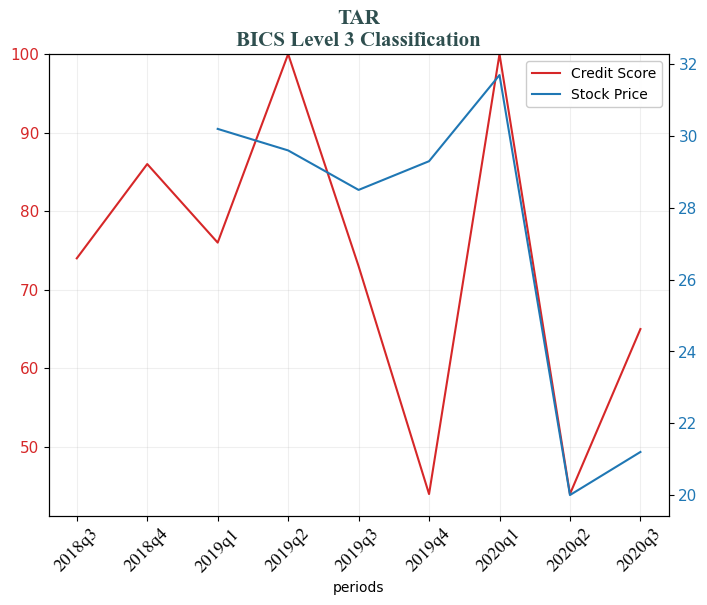 TAR
BICS Level 3 Classification
100
90
80
70
60
50
32
30
28
26
24
22
20
Credit Score
Stock Price
2018q3
2018q4
2019q1
2019q2
2019q3
2019q4
2020q1
2020q2
2020q3
periods